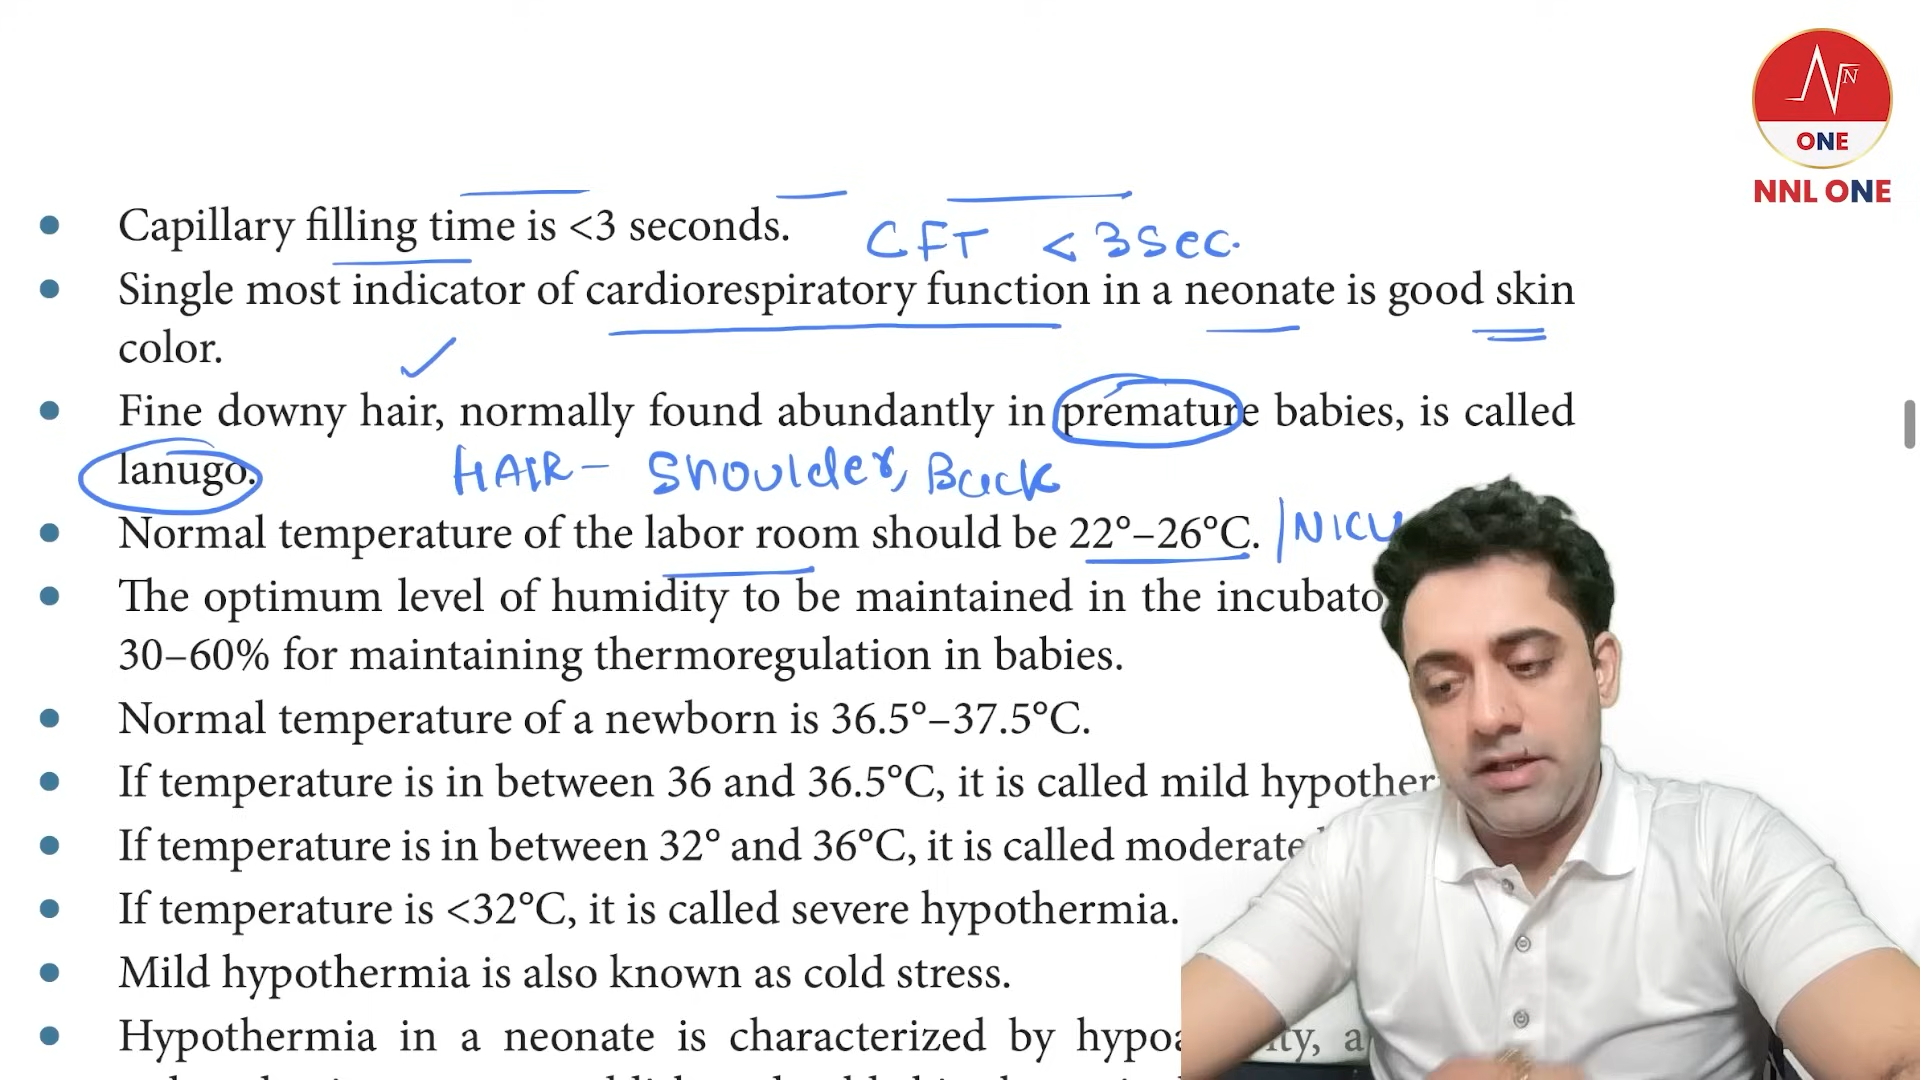 N
ONE
NNL ONE
Capillary filling time is <3 seconds. CFT <3 Sec.
Single most indicator of cardiorespiratory function in a neonate is good skin
color.
Fine downy hair, normally found abundantly in premature babies, is called
lanugo. HAIR - Shoulder, Back
Normal temperature of the labor room should be 22°–26°C. /NICU
The optimum level of humidity to be maintained in the
30–60% for maintaining thermoregulation in babies.
Normal temperature of a newborn is 36.5°–37.5°C.
If temperature is in between 36 and 36.5°C, it is called mild
If temperature is in between 32° and 36°C, it is called moderate
If temperature is <32°C, it is called severe hypothermia.
Mild hypothermia is also known as cold stress.
Hypothermia in a neonate is characterized by